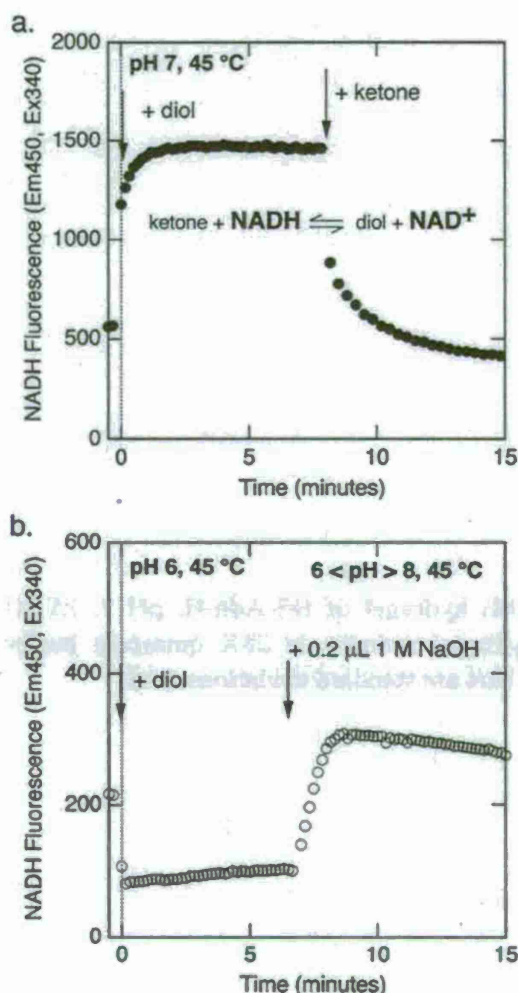 a.
2000
1500
1000
500
0
NADH Fluorescence (Em450, Ex340)
pH 7, 45 °C
+ diol
+ ketone
ketone + NADH ⇌ diol + NAD+
0 5 10 15
Time (minutes)
b.
600
400
200
0
NADH Fluorescence (Em450, Ex340)
pH 6, 45 °C
6 < pH > 8, 45 °C
+ diol
+ 0.2 µL 1 M NaOH
0 5 10 15
Time (minutes)